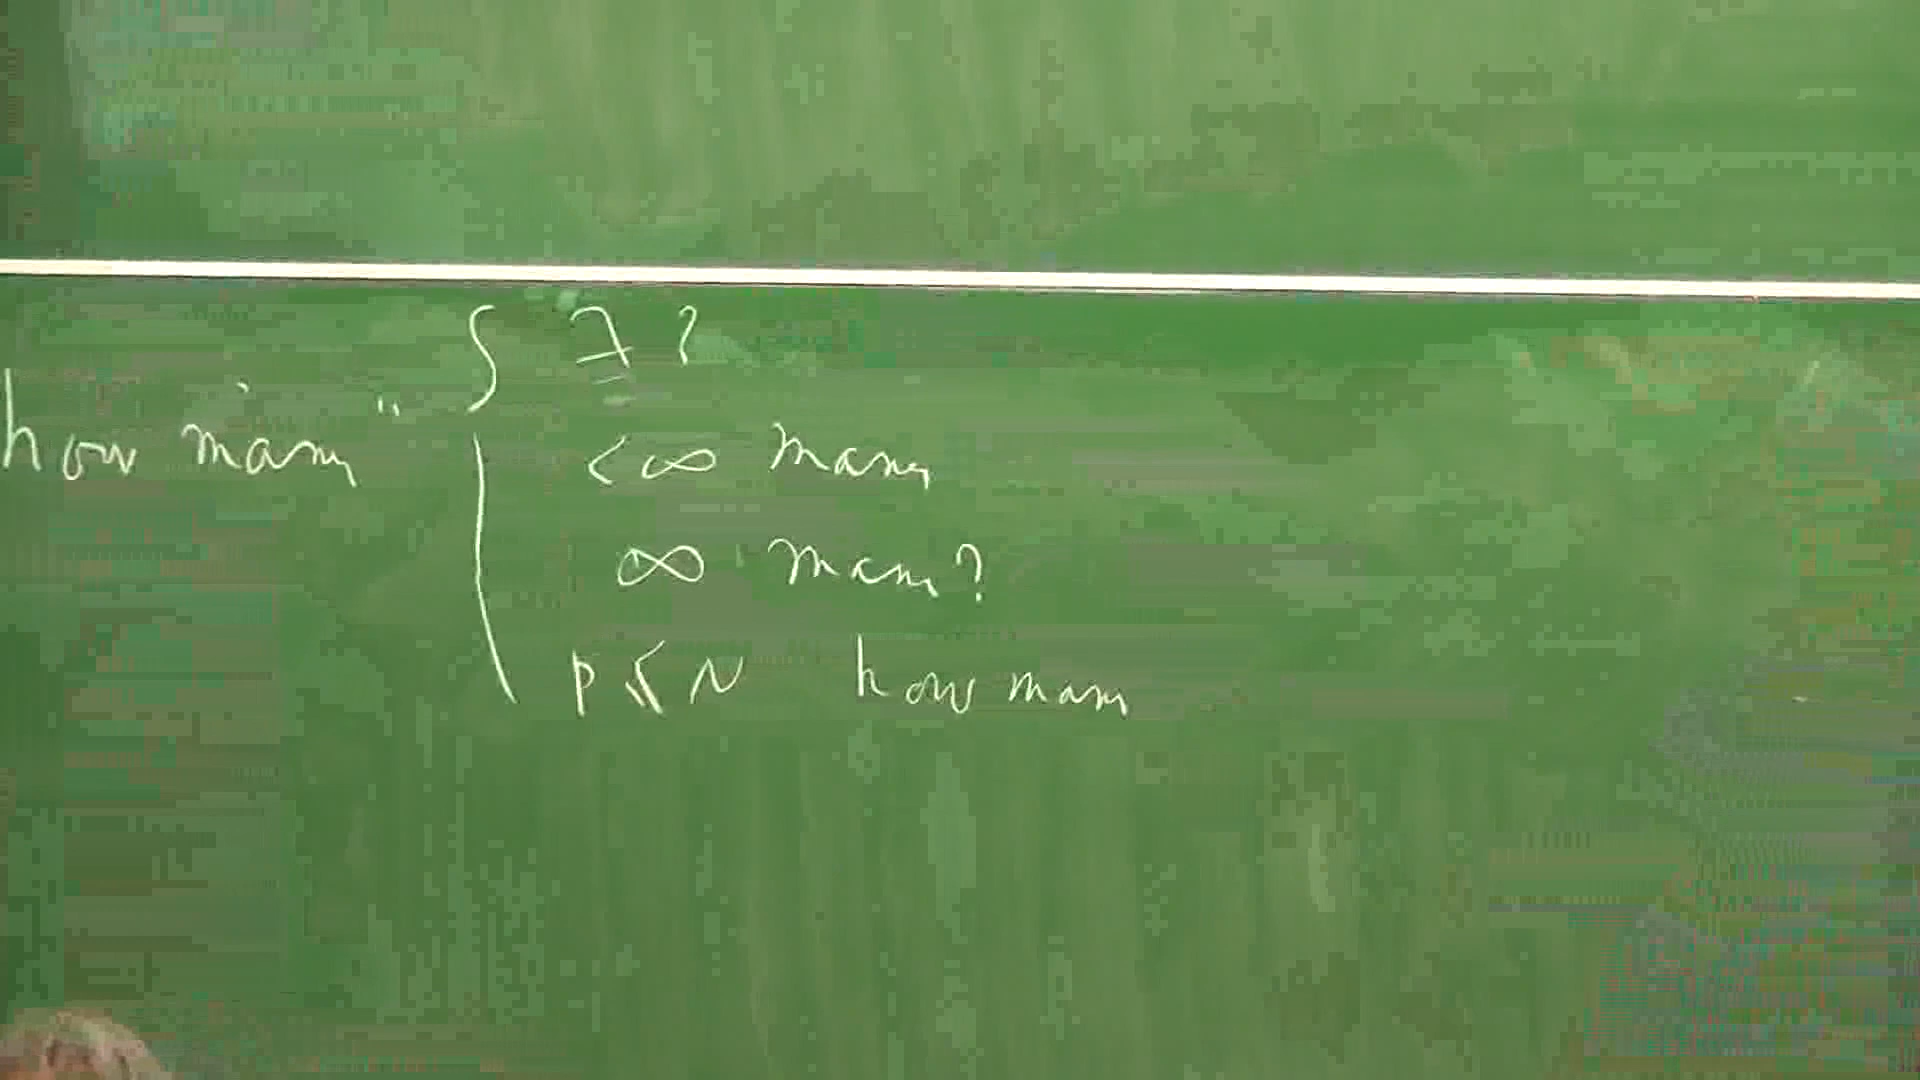 how many" { ∃ ?
< ∞ many
∞ many?
p ≤ N how many